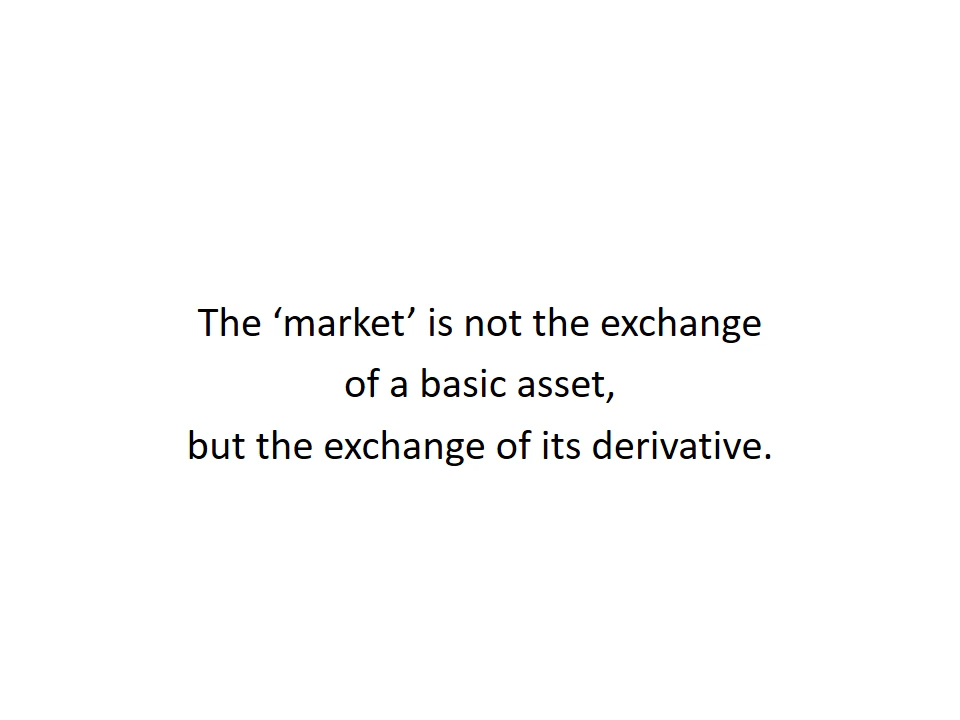 The ‘market’ is not the exchange
of a basic asset,
but the exchange of its derivative.